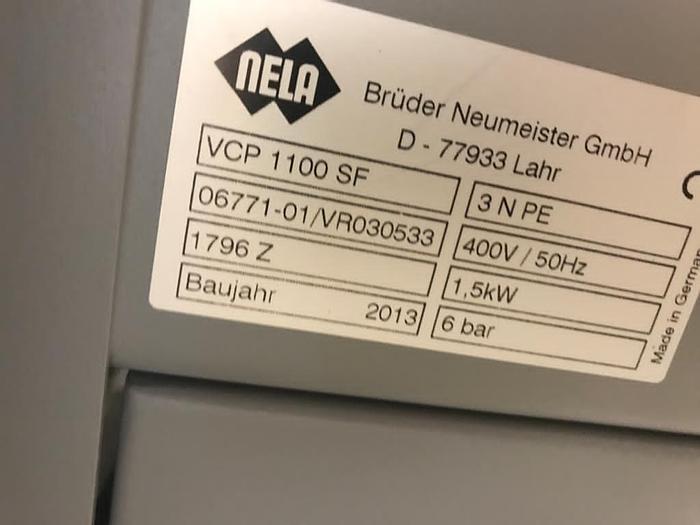 NELA
Brüder Neumeister GmbH
D - 77933 Lahr
VCP 1100 SF
3 N PE
06771-01/VR030533
400V / 50Hz
1796 Z
1,5kW
Baujahr 2013
6 bar
Made in German